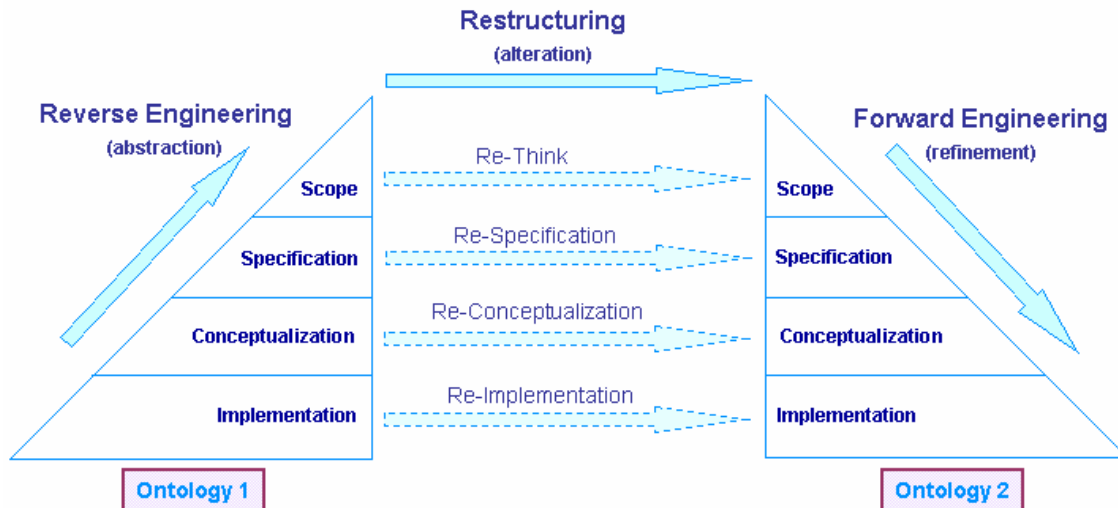 Restructuring
(alteration)
Reverse Engineering
(abstraction)
Forward Engineering
(refinement)
Re-Think
Scope
Scope
Re-Specification
Specification
Specification
Re-Conceptualization
Conceptualization
Conceptualization
Re-Implementation
Implementation
Implementation
Ontology 1
Ontology 2